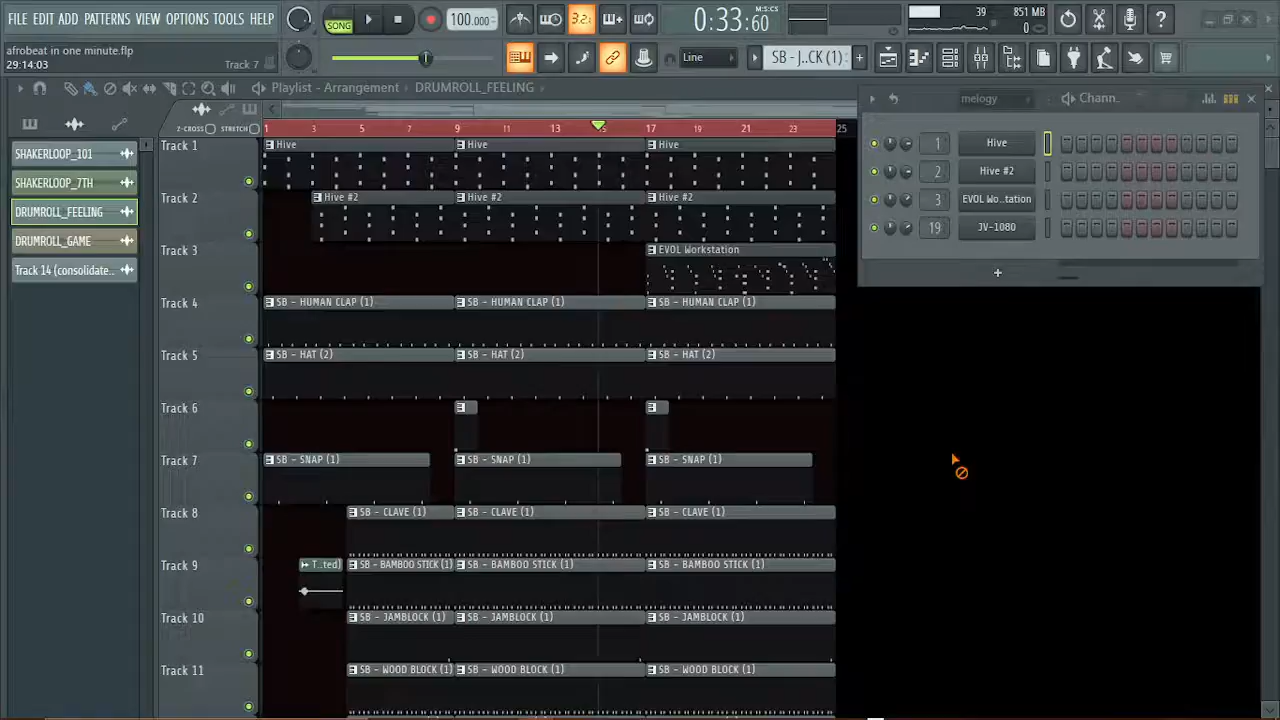 FILE EDIT ADD PATTERNS VIEW OPTIONS TOOLS HELP
SONG
100.000
3.2:
0:33:60
M:S:CS
39
851 MB
0
afrobeat in one minute.flp
29:14:03
Track 7
Line
SB - J..CK (1)
Playlist - Arrangement
DRUMROLL_FEELING
melogy
Chann..
Z-CROSS
STRETCH
1 3 5 7 9 11 13 15 17 19 21 23 25
SHAKERLOOP_101
SHAKERLOOP_7TH
DRUMROLL_FEELING
DRUMROLL_GAME
Track 14 (consolidate..
1 Hive
2 Hive #2
3 EVOL Wo..tation
19 JV-1080
Track 1
Hive Hive Hive
Track 2
Hive #2 Hive #2 Hive #2
Track 3
EVOL Workstation
Track 4
SB - HUMAN CLAP (1) SB - HUMAN CLAP (1) SB - HUMAN CLAP (1)
Track 5
SB - HAT (2) SB - HAT (2) SB - HAT (2)
Track 6
Track 7
SB - SNAP (1) SB - SNAP (1) SB - SNAP (1)
Track 8
SB - CLAVE (1) SB - CLAVE (1) SB - CLAVE (1)
Track 9
T..ted) SB - BAMBOO STICK (1) SB - BAMBOO STICK (1) SB - BAMBOO STICK (1)
Track 10
SB - JAMBLOCK (1) SB - JAMBLOCK (1) SB - JAMBLOCK (1)
Track 11
SB - WOOD BLOCK (1) SB - WOOD BLOCK (1) SB - WOOD BLOCK (1)